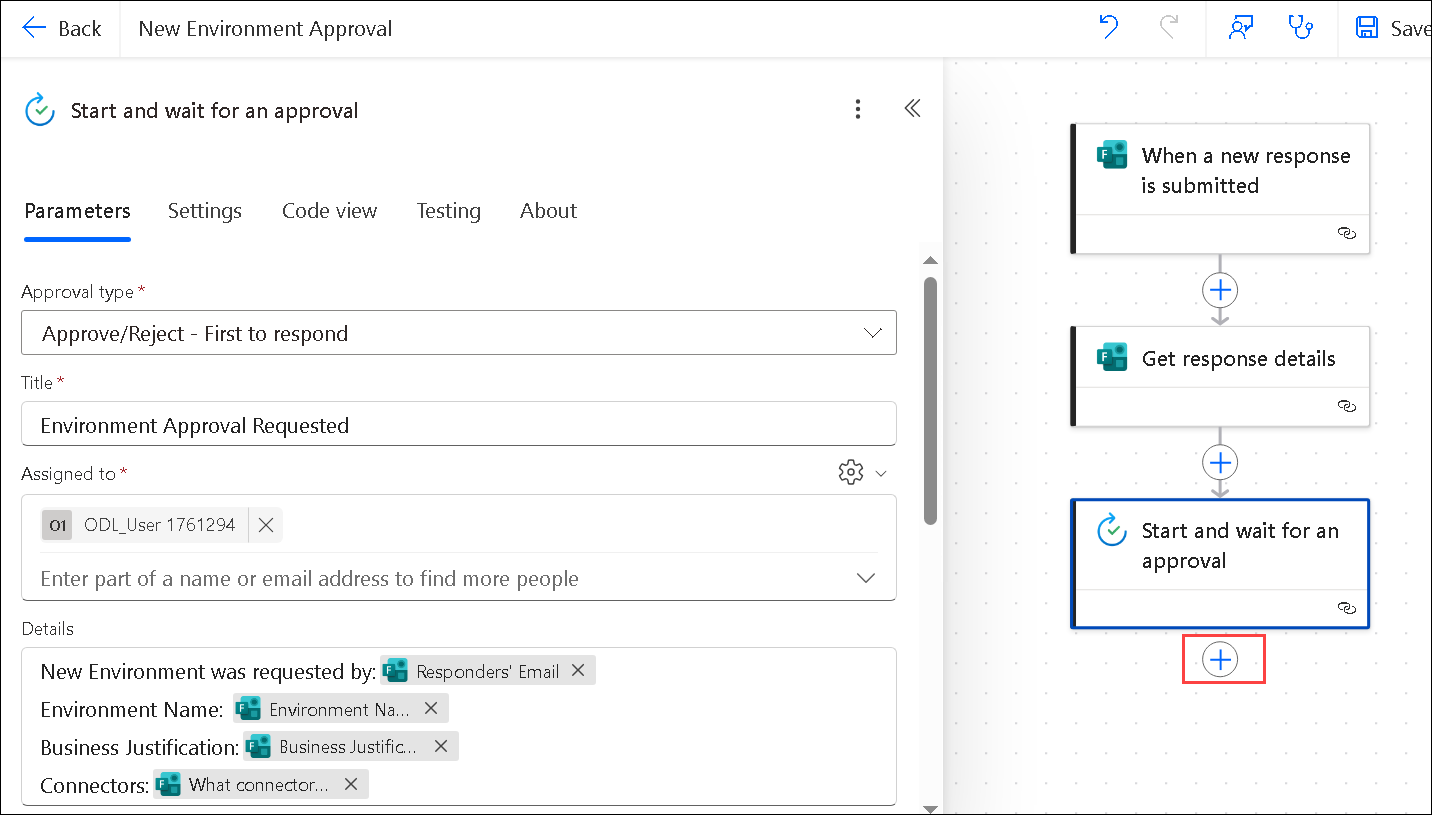 Back
New Environment Approval
Save
Start and wait for an approval
Parameters
Settings
Code view
Testing
About
Approval type *
Approve/Reject - First to respond
Title *
Environment Approval Requested
Assigned to *
O1 ODL_User 1761294
Enter part of a name or email address to find more people
Details
New Environment was requested by: Responders' Email
Environment Name: Environment Na...
Business Justification: Business Justific...
Connectors: What connector...
When a new response
is submitted
Get response details
Start and wait for an
approval